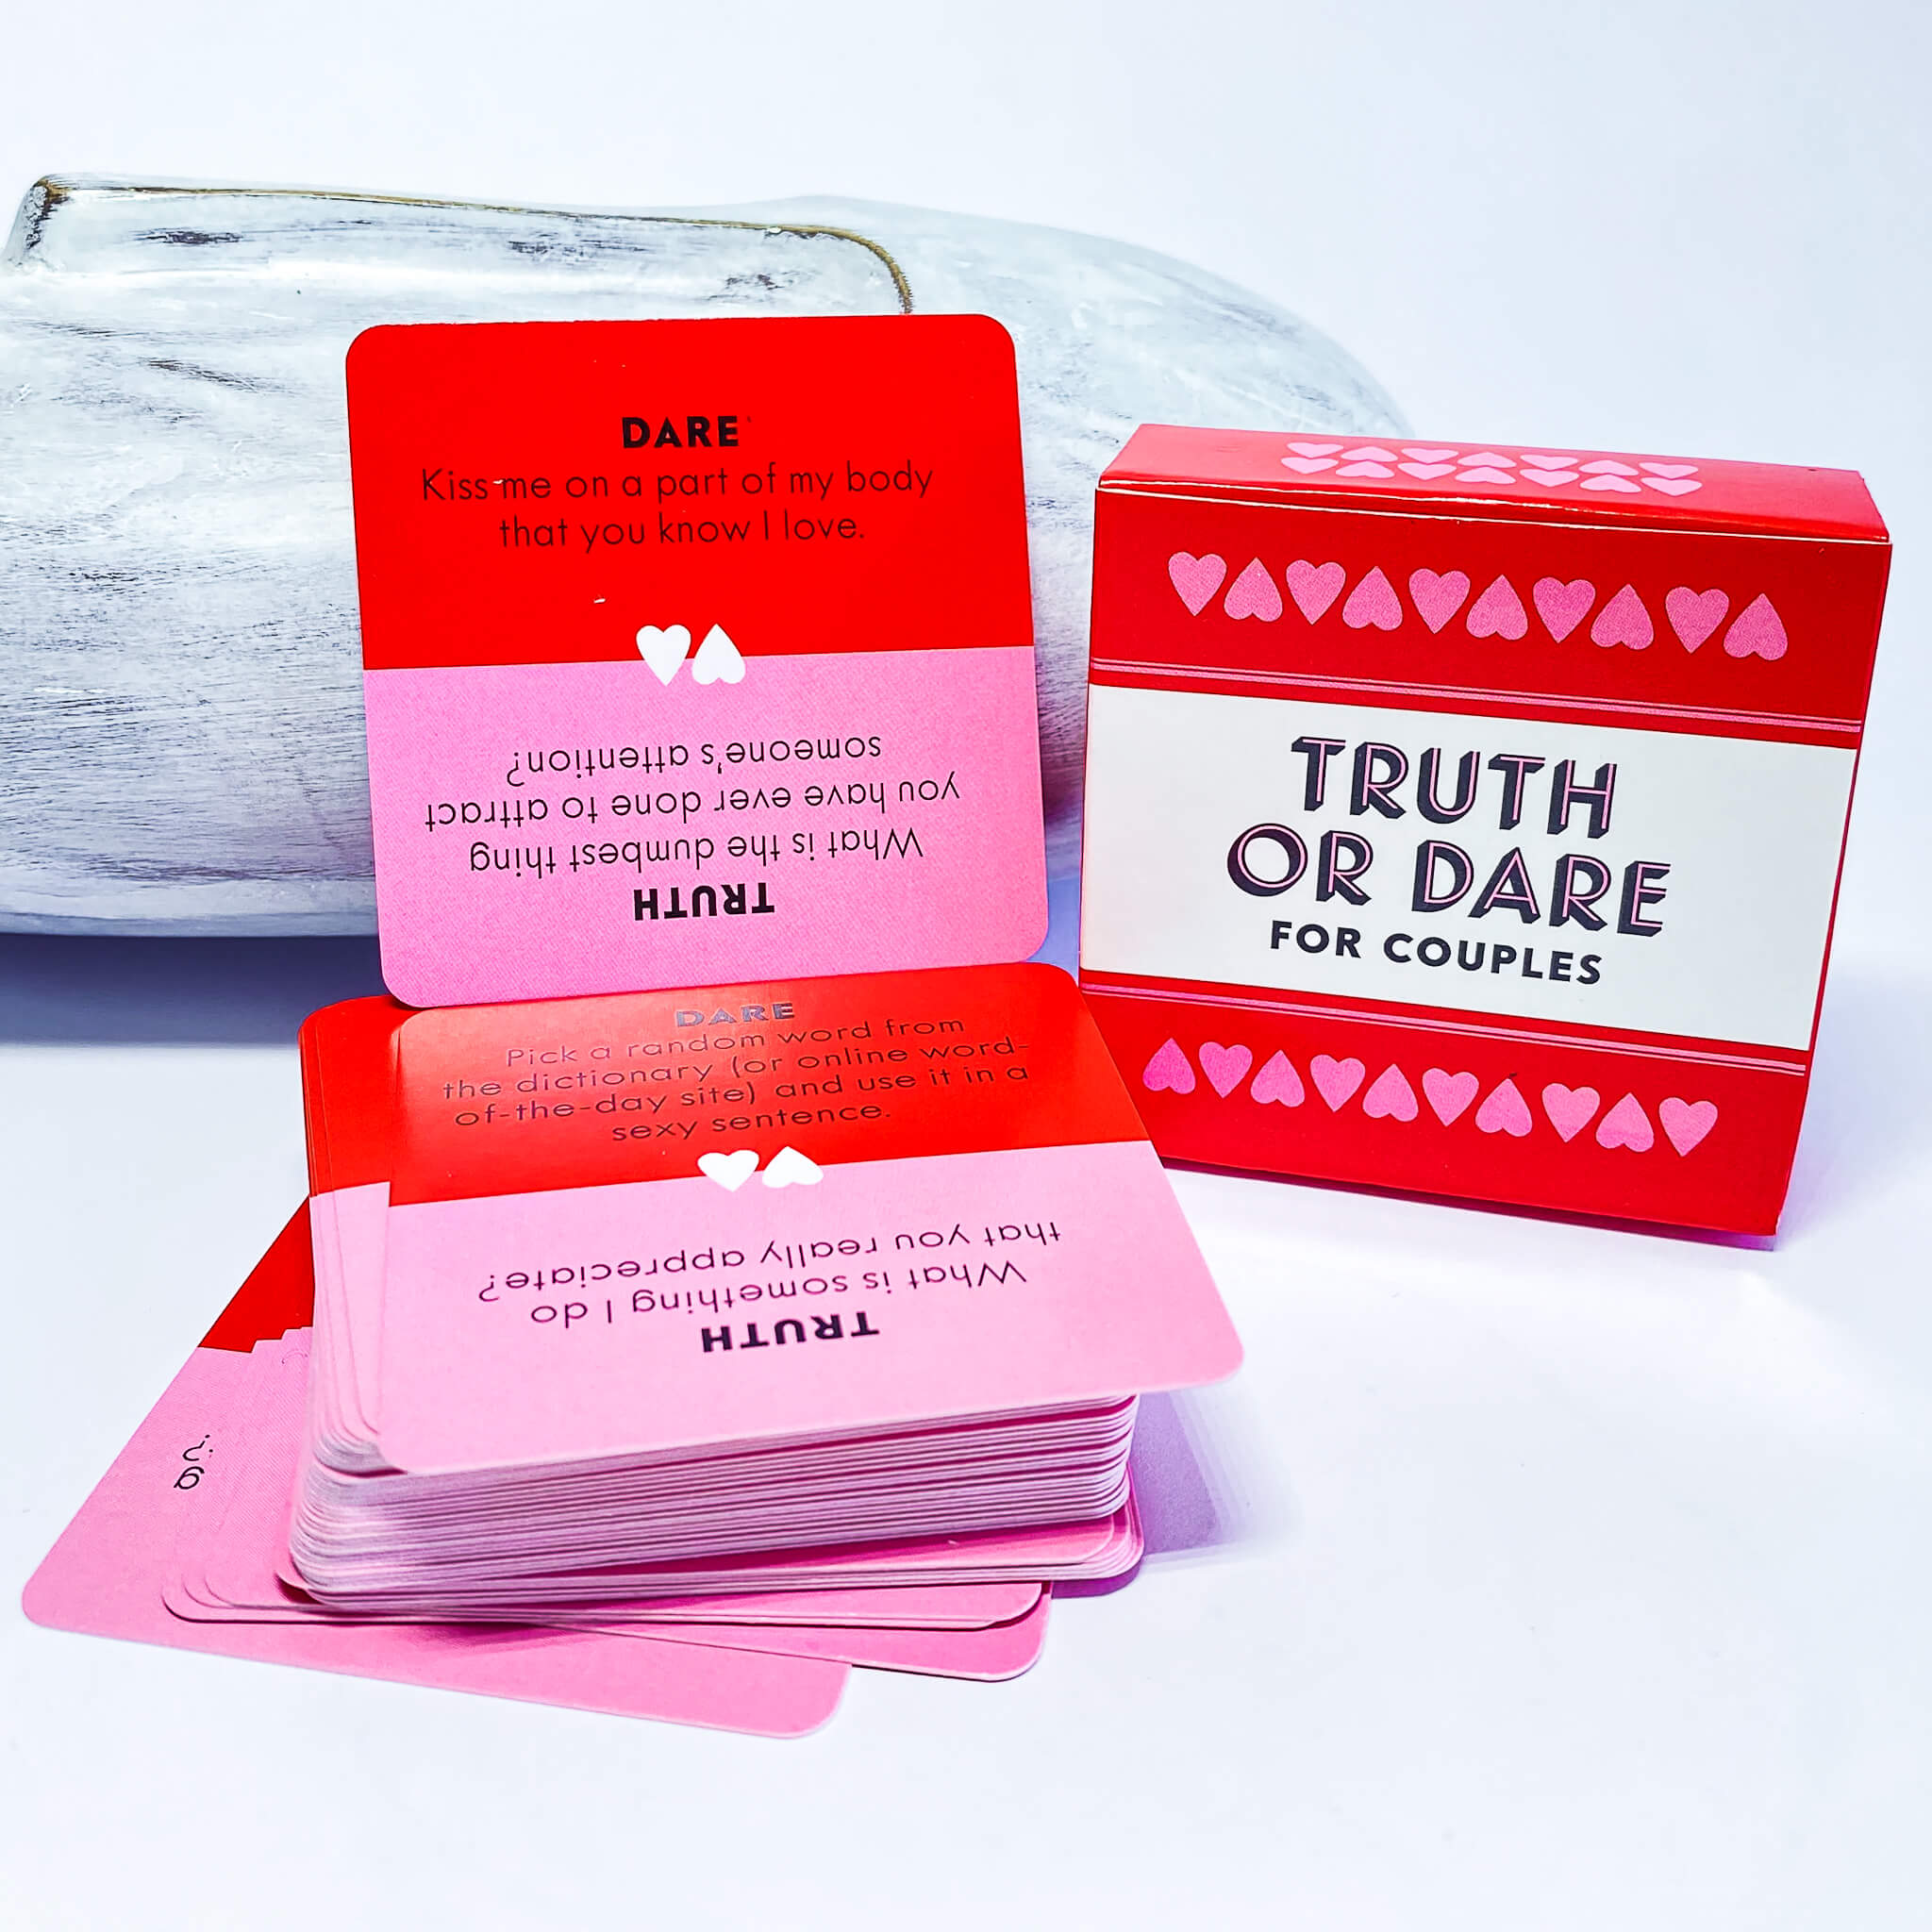 DARE
Kiss me on a part of my body
that you know I love.
TRUTH
What is the dumbest thing
you have ever done to attract
someone's attention?
DARE
Pick a random word from
the dictionary (or online word-
of-the-day site) and use it in a
sexy sentence.
TRUTH
What is something I do
that you really appreciate?
TRUTH
OR DARE
FOR COUPLES